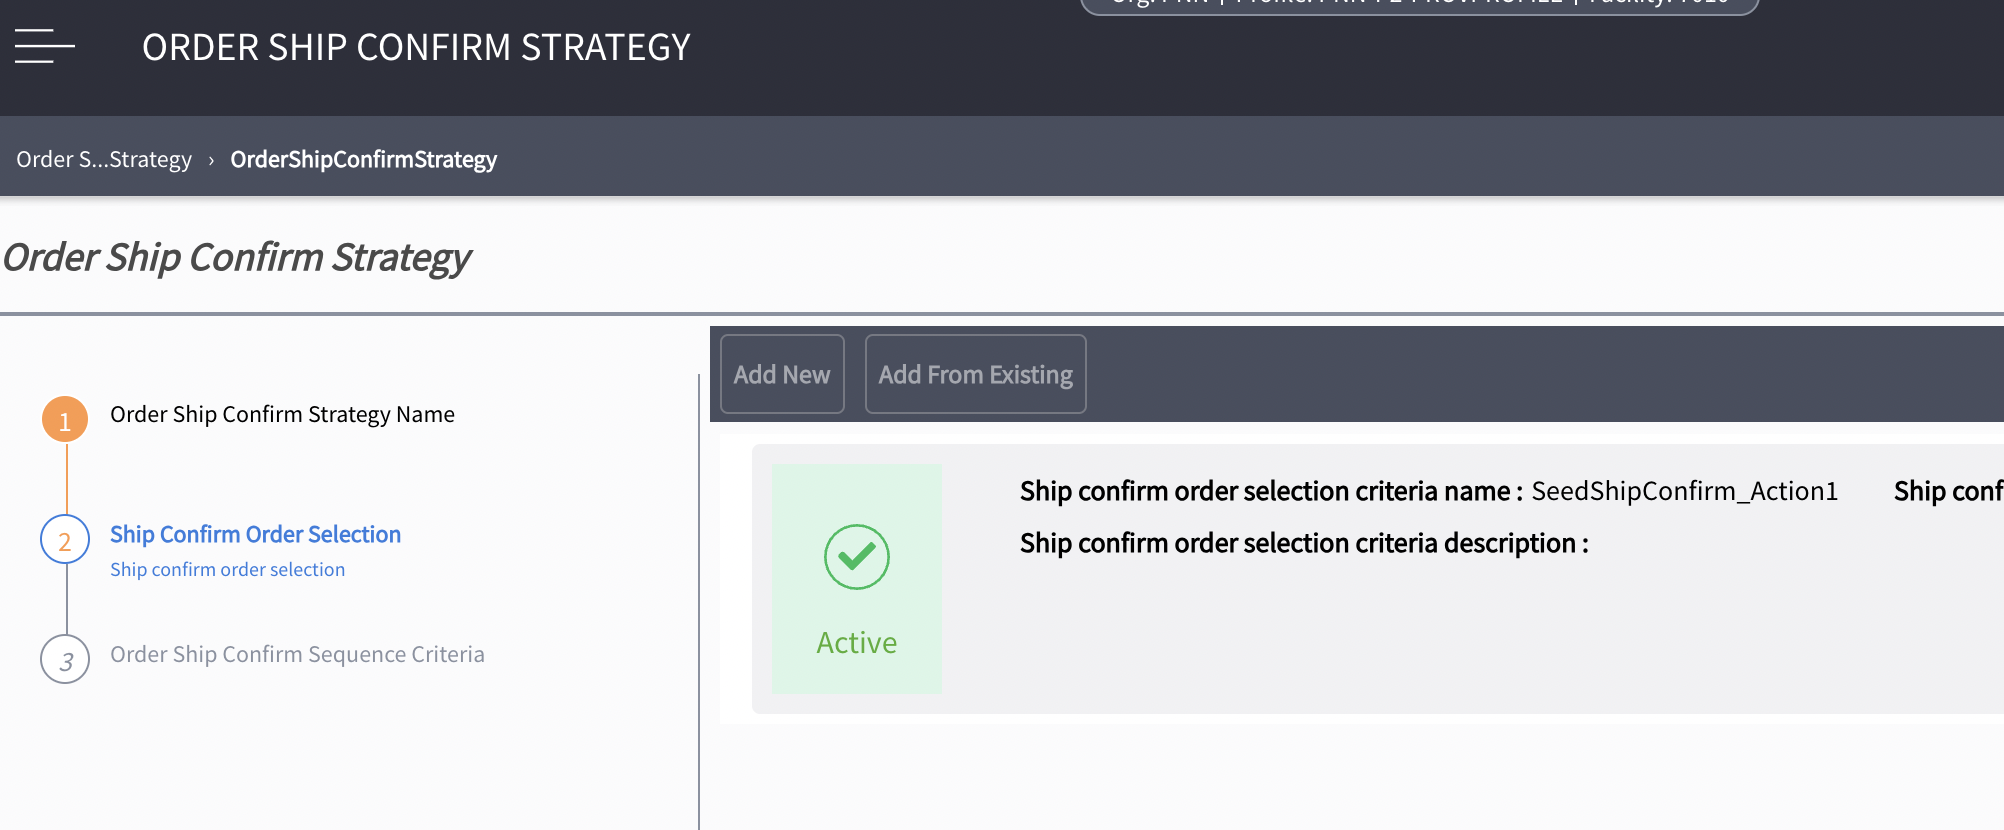 ORDER SHIP CONFIRM STRATEGY
Order S...Strategy › OrderShipConfirmStrategy
Order Ship Confirm Strategy
Add New Add From Existing
1 Order Ship Confirm Strategy Name
2 Ship Confirm Order Selection
Ship confirm order selection
3 Order Ship Confirm Sequence Criteria
Ship confirm order selection criteria name : SeedShipConfirm_Action1 Ship conf
Ship confirm order selection criteria description :
Active